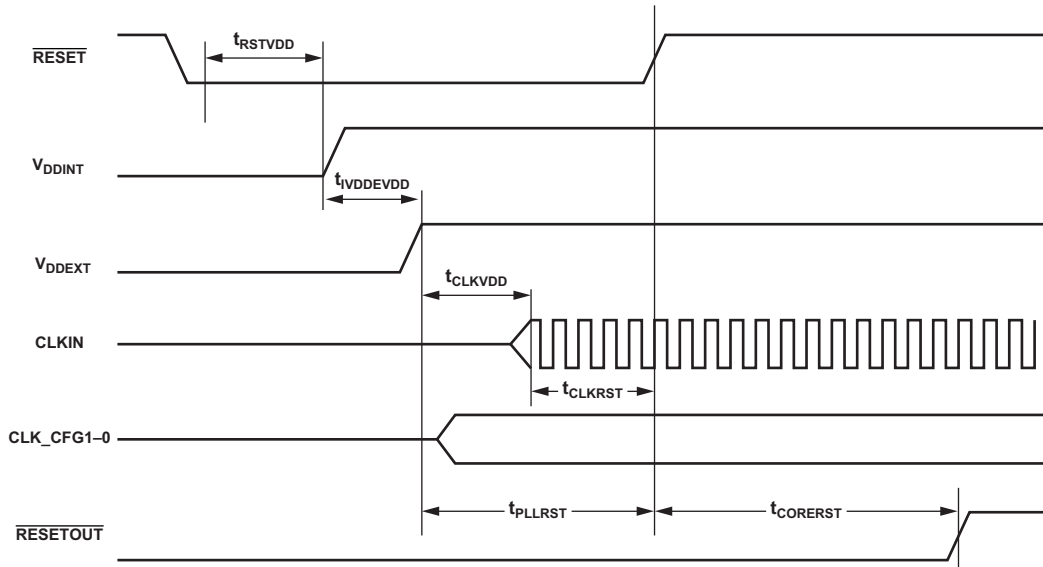 tRSTVDD
RESET
VDDINT
tIVDDEVDD
VDDEXT
tCLKVDD
CLKIN
tCLKRST
CLK_CFG1–0
tPLLRST
tCORERST
RESETOUT